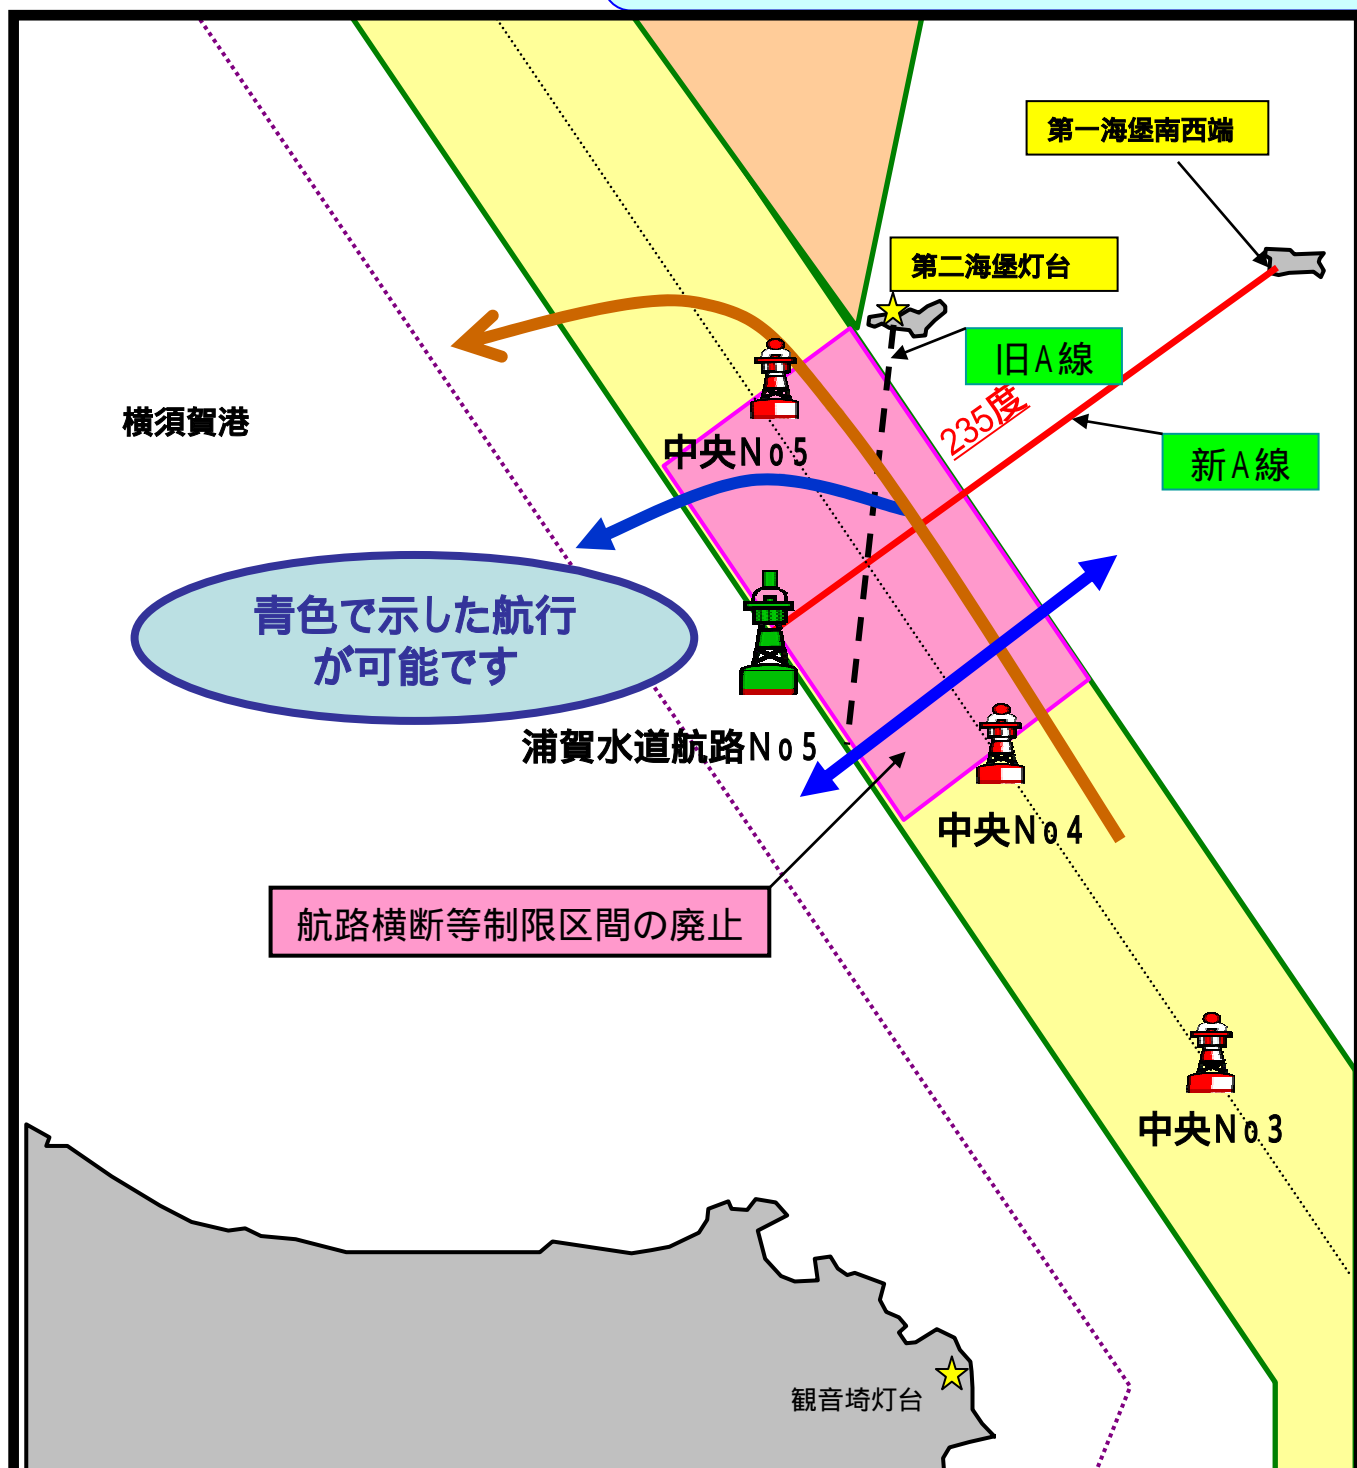 第一海堡南西端
第二海堡灯台
旧A線
235度
横須賀港
中央No5
新A線
青色で示した航行
が可能です
浦賀水道航路No5
中央No4
航路横断等制限区間の廃止
中央No3
観音埼灯台